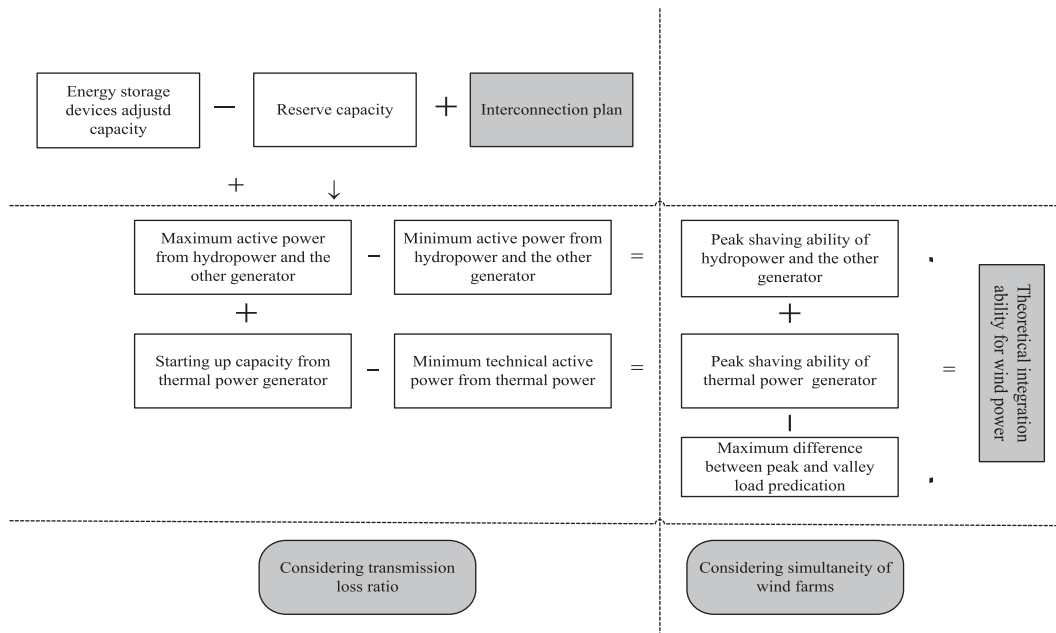 Energy storage
devices adjustd
capacity
−
Reserve capacity
+
Interconnection plan
+
↓
Maximum active power
from hydropower and the
other generator
−
Minimum active power from
hydropower and the other
generator
=
Peak shaving ability of
hydropower and the other
generator
+
+
Starting up capacity from
thermal power generator
−
Minimum technical active
power from thermal power
=
Peak shaving ability of
thermal power generator
=
Theoretical integration
ability for wind power
Maximum difference
between peak and valley
load predication
Considering transmission
loss ratio
Considering simultaneity of
wind farms